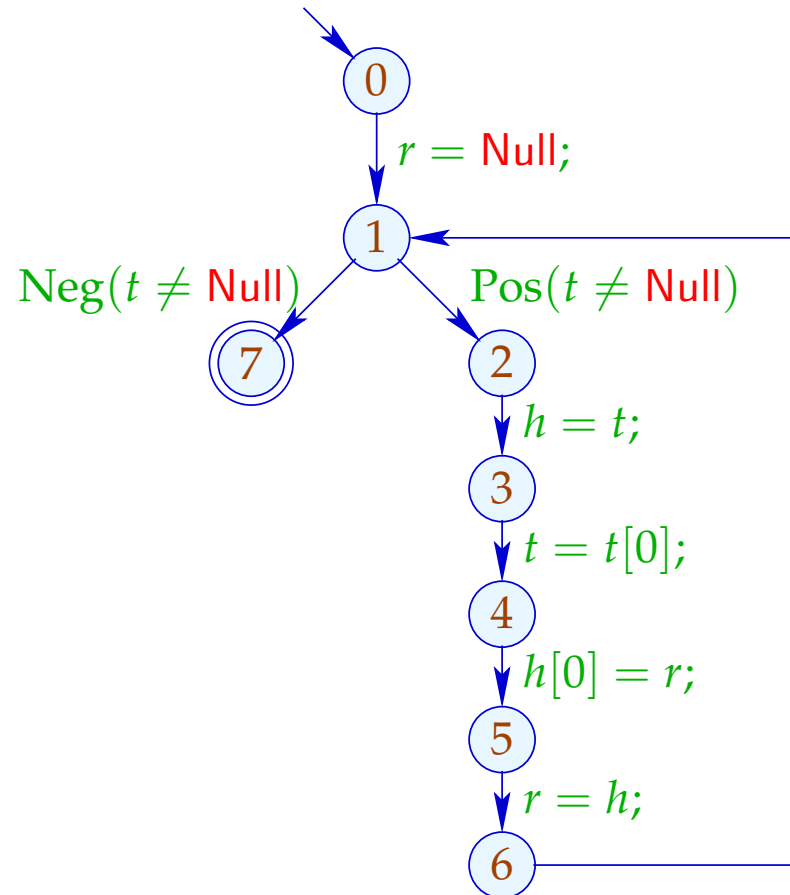 0
r = Null;
1
Neg(t ≠ Null)
Pos(t ≠ Null)
7
2
h = t;
3
t = t[0];
4
h[0] = r;
5
r = h;
6